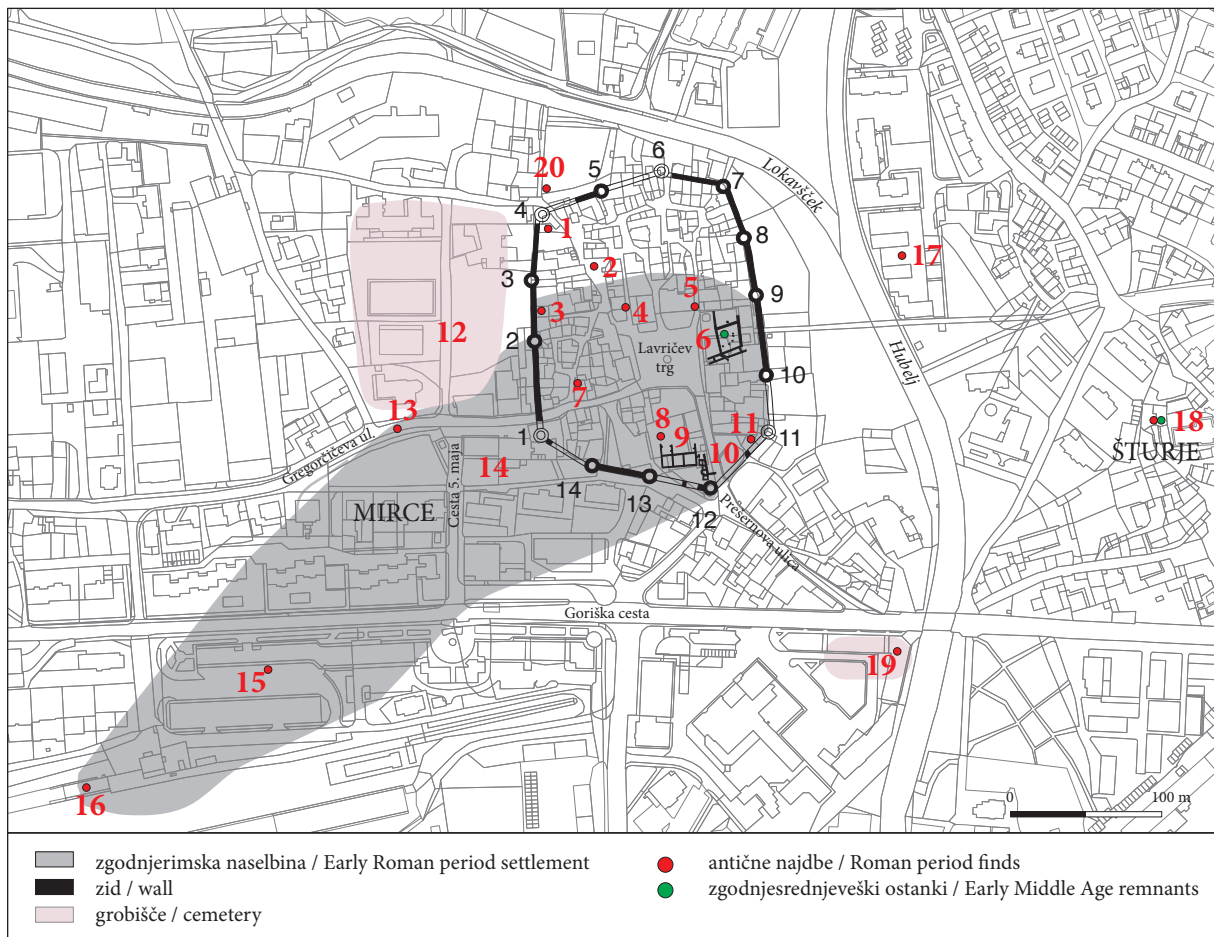 6
5
7
20
4
1
Lokavšček
8
17
2
3
9
3
4
5
12
6
2
Lavričev
trg
Hubelj
10
7
13
18
1
8
11
11
Gregorčičeva ul.
9
ŠTURJE
14
10
14
13
12
Cesta 5. maja
MIRCE
Prešernova ulica
Goriška cesta
19
15
16
0
100 m
zgodnjerimska naselbina / Early Roman period settlement
zid / wall
grobišče / cemetery
antične najdbe / Roman period finds
zgodnjesrednjeveški ostanki / Early Middle Age remnants